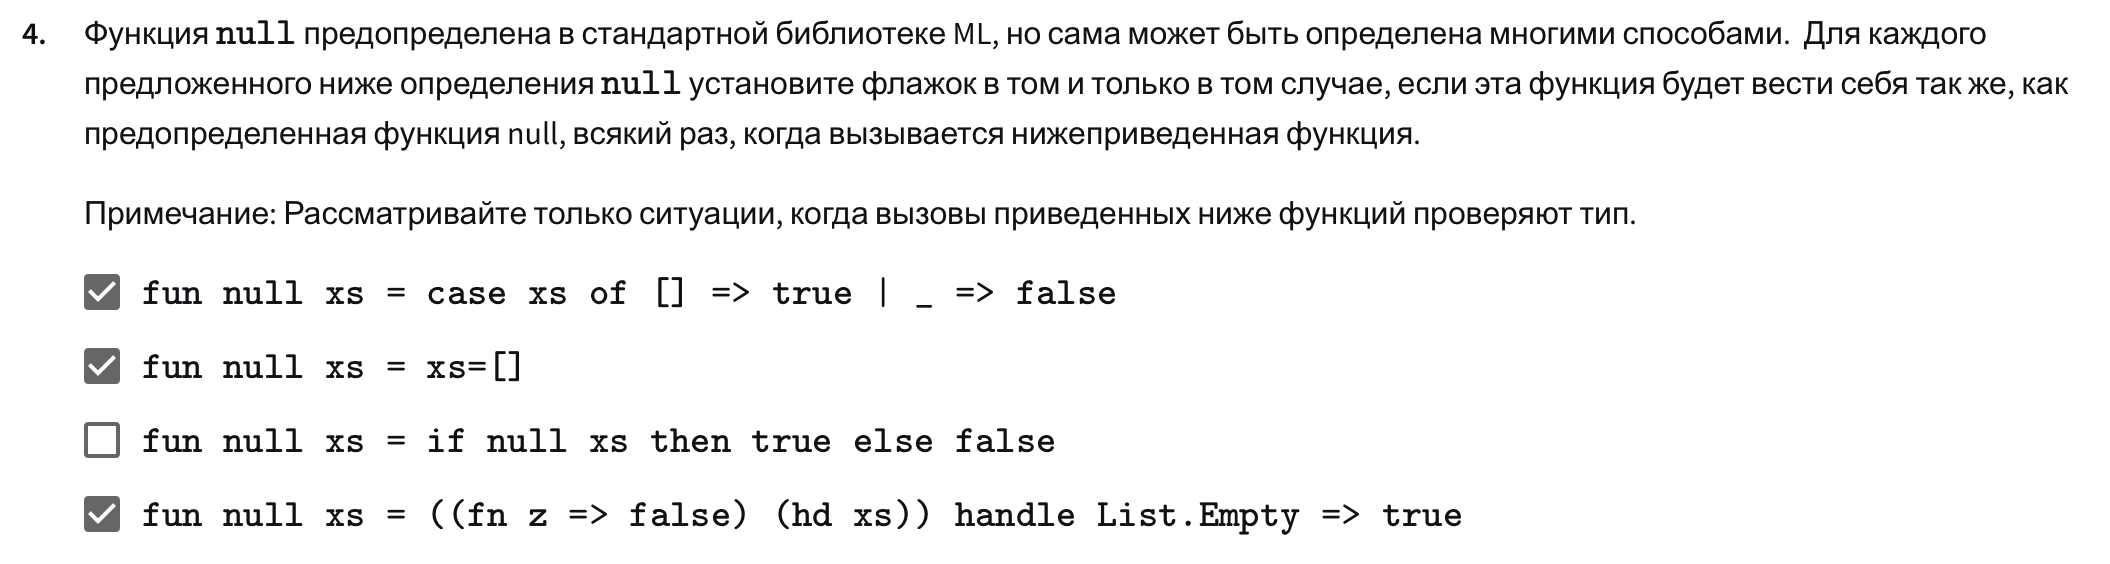 4. Функция null предопределена в стандартной библиотеке ML, но сама может быть определена многими способами. Для каждого
предложенного ниже определения null установите флажок в том и только в том случае, если эта функция будет вести себя так же, как
предопределенная функция null, всякий раз, когда вызывается нижеприведенная функция.
Примечание: Рассматривайте только ситуации, когда вызовы приведенных ниже функций проверяют тип.
fun null xs = case xs of [] => true | _ => false
fun null xs = xs=[]
fun null xs = if null xs then true else false
fun null xs = ((fn z => false) (hd xs)) handle List.Empty => true